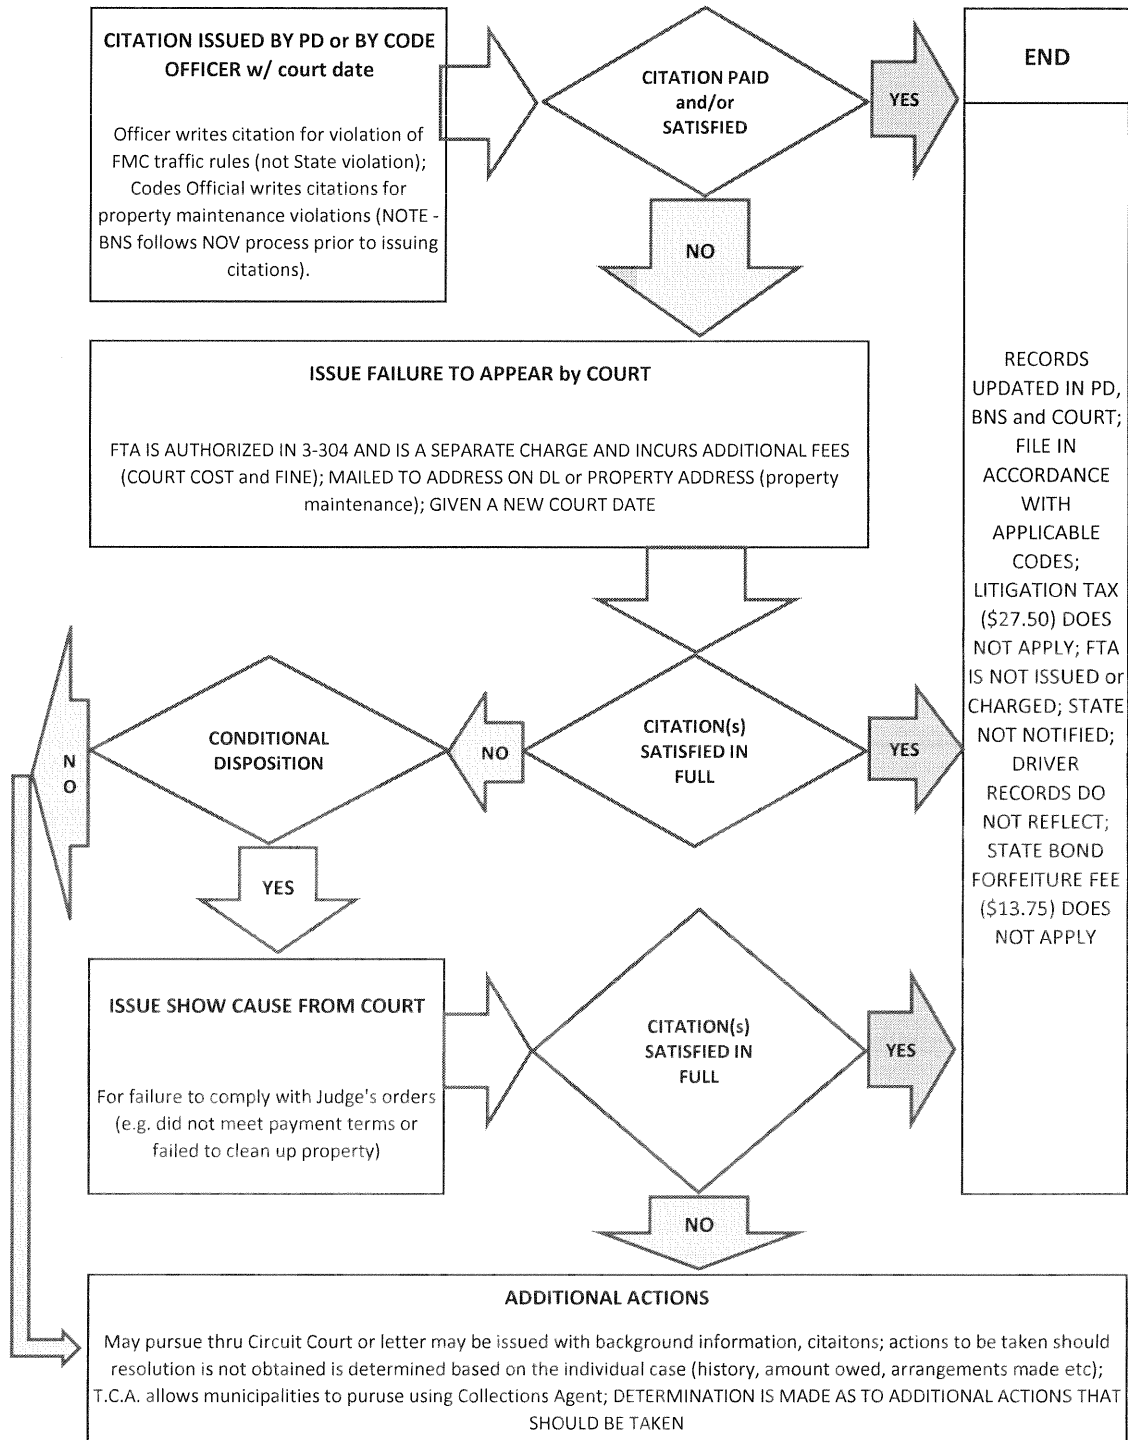 CITATION ISSUED BY PD or BY CODE
OFFICER w/ court date
Officer writes citation for violation of
FMC traffic rules (not State violation);
Codes Official writes citations for
property maintenance violations (NOTE -
BNS follows NOV process prior to issuing
citations).
CITATION PAID
and/or
SATISFIED
YES
END
NO
ISSUE FAILURE TO APPEAR by COURT
FTA IS AUTHORIZED IN 3-304 AND IS A SEPARATE CHARGE AND INCURS ADDITIONAL FEES
(COURT COST and FINE); MAILED TO ADDRESS ON DL or PROPERTY ADDRESS (property
maintenance); GIVEN A NEW COURT DATE
RECORDS
UPDATED IN PD,
BNS and COURT;
FILE IN
ACCORDANCE
WITH
APPLICABLE
CODES;
LITIGATION TAX
($27.50) DOES
NOT APPLY; FTA
IS NOT ISSUED or
CHARGED; STATE
NOT NOTIFIED;
DRIVER
RECORDS DO
NOT REFLECT;
STATE BOND
FORFEITURE FEE
($13.75) DOES
NOT APPLY
CITATION(s)
SATISFIED IN
FULL
YES
NO
CONDITIONAL
DISPOSiTION
N
O
YES
ISSUE SHOW CAUSE FROM COURT
For failure to comply with Judge's orders
(e.g. did not meet payment terms or
failed to clean up property)
CITATION(s)
SATISFIED IN
FULL
YES
NO
ADDITIONAL ACTIONS
May pursue thru Circuit Court or letter may be issued with background information, citaitons; actions to be taken should
resolution is not obtained is determined based on the individual case (history, amount owed, arrangements made etc);
T.C.A. allows municipalities to puruse using Collections Agent; DETERMINATION IS MADE AS TO ADDITIONAL ACTIONS THAT
SHOULD BE TAKEN